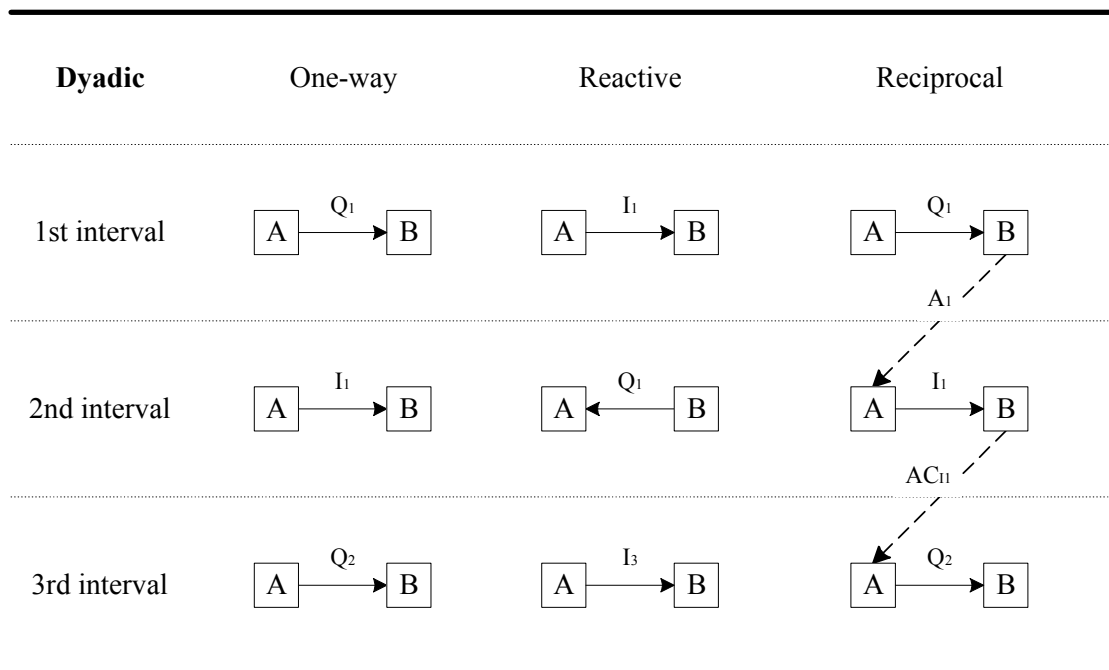 Dyadic One-way Reactive Reciprocal
Q1 I1 Q1
1st interval A B A B A B
A1
I1 Q1 I1
2nd interval A B A B A B
ACI1
Q2 I3 Q2
3rd interval A B A B A B